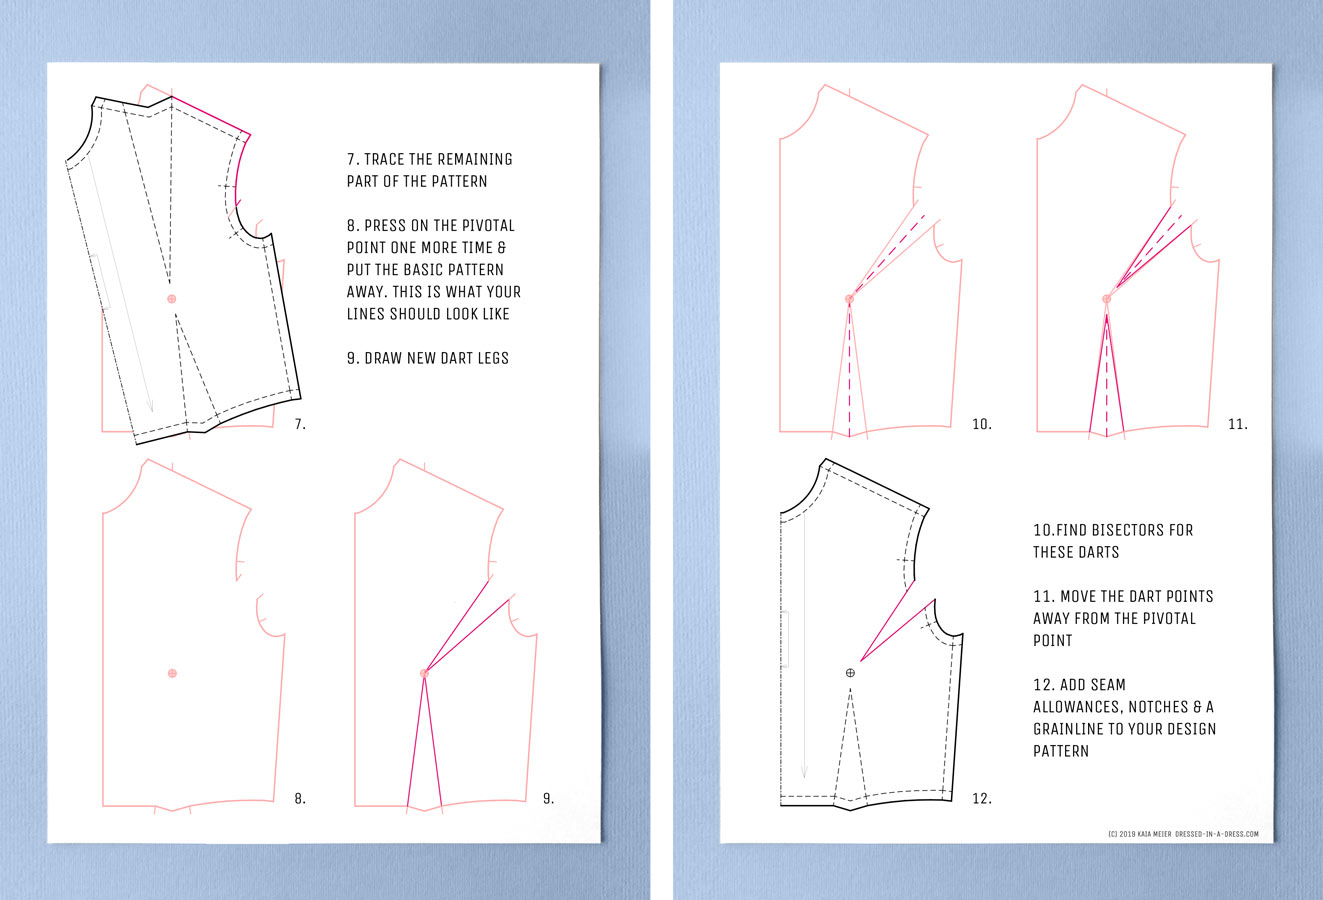 7. TRACE THE REMAINING
PART OF THE PATTERN
8. PRESS ON THE PIVOTAL
POINT ONE MORE TIME &
PUT THE BASIC PATTERN
AWAY. THIS IS WHAT YOUR
LINES SHOULD LOOK LIKE
9. DRAW NEW DART LEGS
7.
8.
9.
10.
11.
10.FIND BISECTORS FOR
THESE DARTS
11. MOVE THE DART POINTS
AWAY FROM THE PIVOTAL
POINT
12. ADD SEAM
ALLOWANCES, NOTCHES & A
GRAINLINE TO YOUR DESIGN
PATTERN
12.
(C) 2019 KAIA MEIER DRESSED-IN-A-DRESS.COM